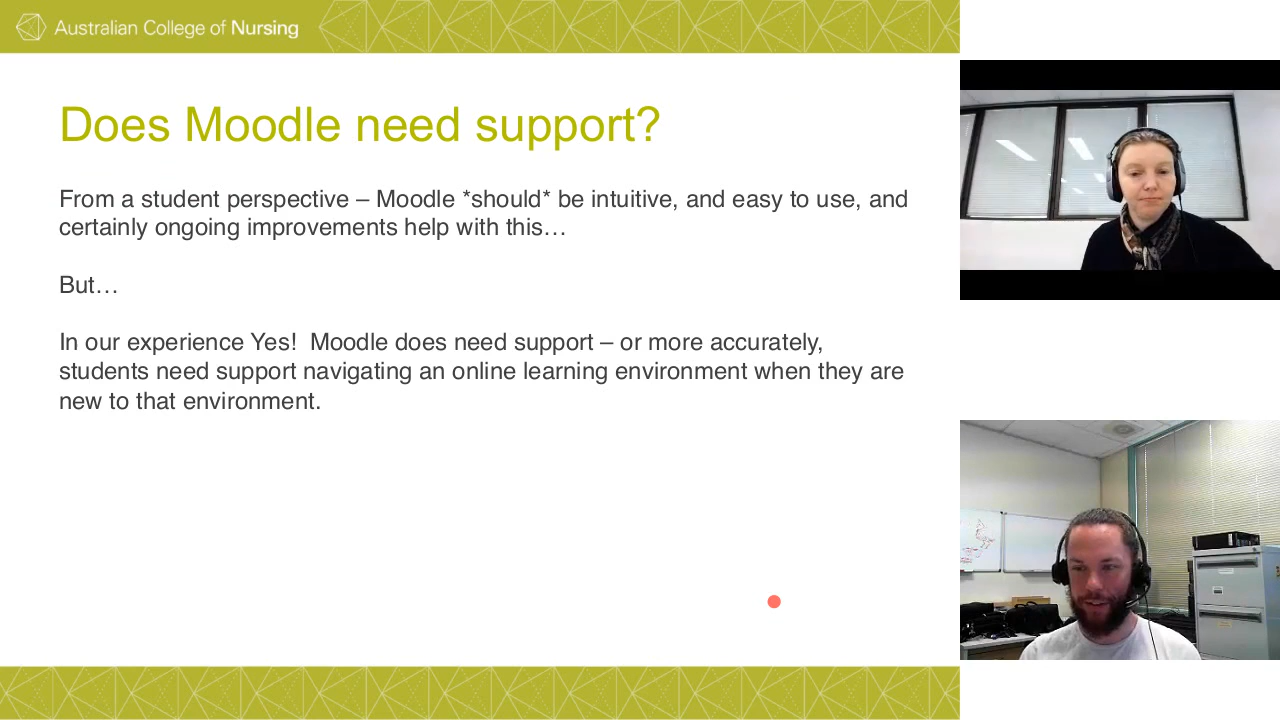 Australian College of Nursing
Does Moodle need support?
From a student perspective – Moodle *should* be intuitive, and easy to use, and
certainly ongoing improvements help with this…
But…
In our experience Yes!  Moodle does need support – or more accurately,
students need support navigating an online learning environment when they are
new to that environment.